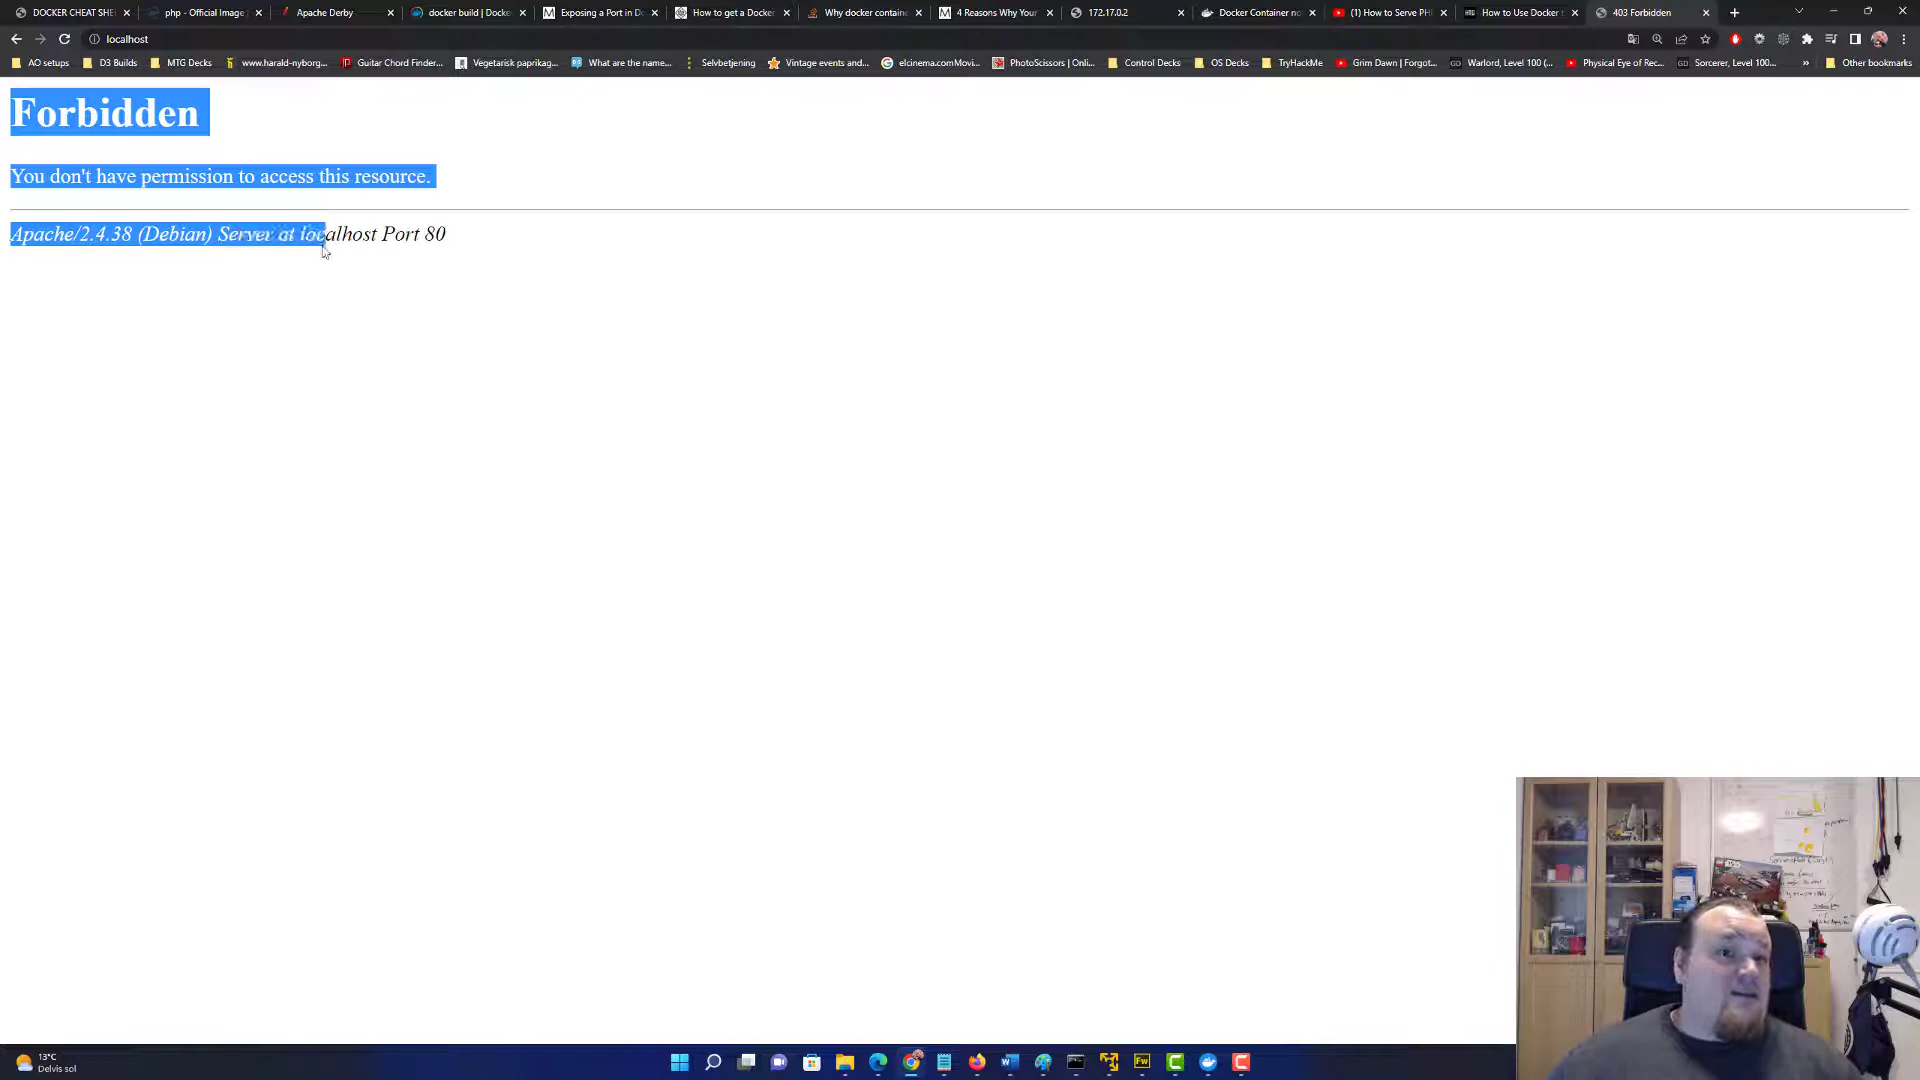 DOCKER CHEAT SHE
php - Official Image
Apache Derby
docker build | Docke
Exposing a Port in Do
How to get a Docker
Why docker containe
4 Reasons Why Your
172.17.0.2
Docker Container no
(1) How to Serve PH
How to Use Docker t
403 Forbidden
localhost
AO setups
D3 Builds
MTG Decks
www.harald-nyborg...
Guitar Chord Finder...
Vegetarisk paprikag...
What are the name...
Selvbetjening
Vintage events and...
elcinema.comMovi...
PhotoScissors | Onli...
Control Decks
OS Decks
TryHackMe
Grim Dawn | Forgot...
Warlord, Level 100 (...
Physical Eye of Rec...
Sorcerer, Level 100...
»
Other bookmarks
Forbidden
You don't have permission to access this resource.
Apache/2.4.38 (Debian) Server at localhost Port 80
13°C
Delvis sol
Fw